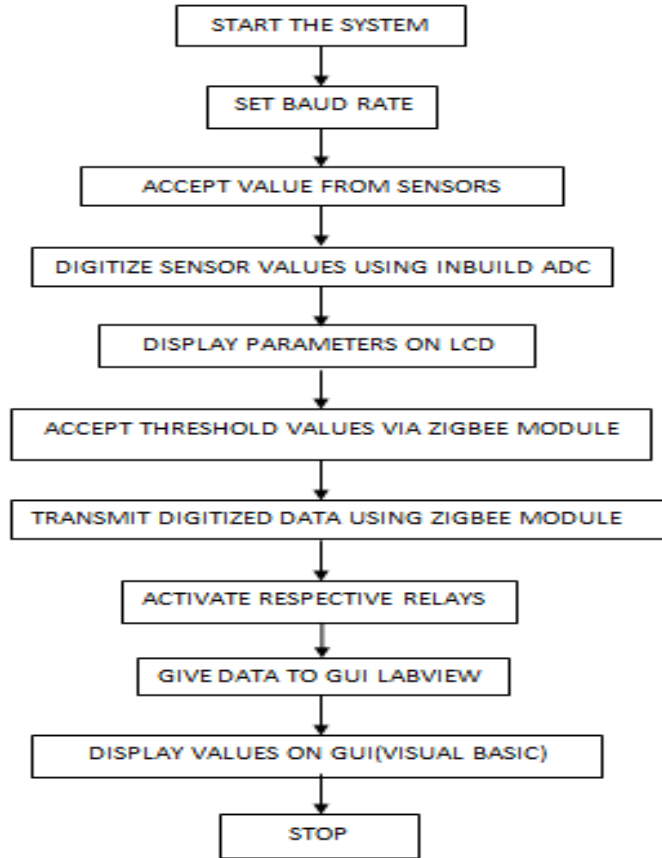 START THE SYSTEM
SET BAUD RATE
ACCEPT VALUE FROM SENSORS
DIGITIZE SENSOR VALUES USING INBUILD ADC
DISPLAY PARAMETERS ON LCD
ACCEPT THRESHOLD VALUES VIA ZIGBEE MODULE
TRANSMIT DIGITIZED DATA USING ZIGBEE MODULE
ACTIVATE RESPECTIVE RELAYS
GIVE DATA TO GUI LABVIEW
DISPLAY VALUES ON GUI(VISUAL BASIC)
STOP